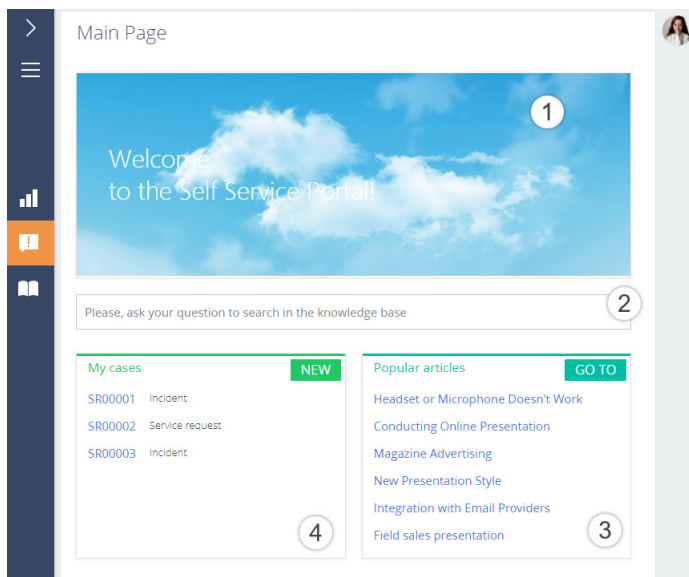 Main Page
1
Welcome
to the Self Service Portal!
Please, ask your question to search in the knowledge base
2
My cases
NEW
SR00001 Incident
SR00002 Service request
SR00003 Incident
4
Popular articles
GO TO
Headset or Microphone Doesn't Work
Conducting Online Presentation
Magazine Advertising
New Presentation Style
Integration with Email Providers
Field sales presentation
3